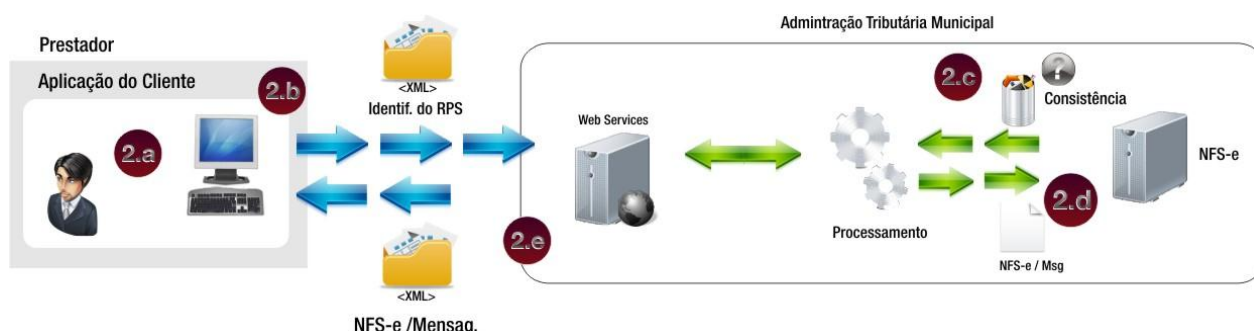 Admintração Tributária Municipal
Prestador
Aplicação do Cliente
2.a
2.b
<XML>
Identif. do RPS
Web Services
2.c
?
Consistência
NFS-e
Processamento
2.d
NFS-e / Msg
2.e
<XML>
NFS-e /Mensag.